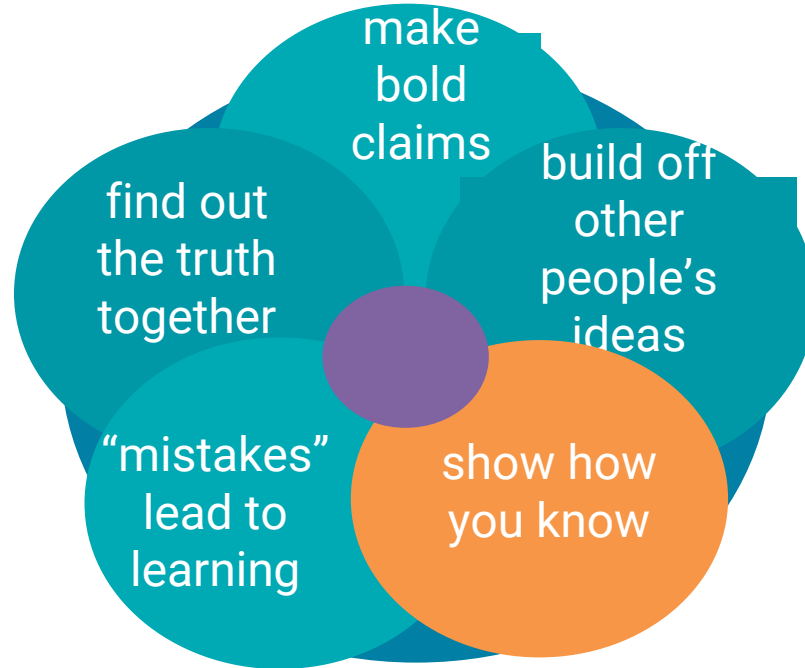 make
bold
claims
build off
other
people’s
ideas
find out
the truth
together
“mistakes”
lead to
learning
show how
you know